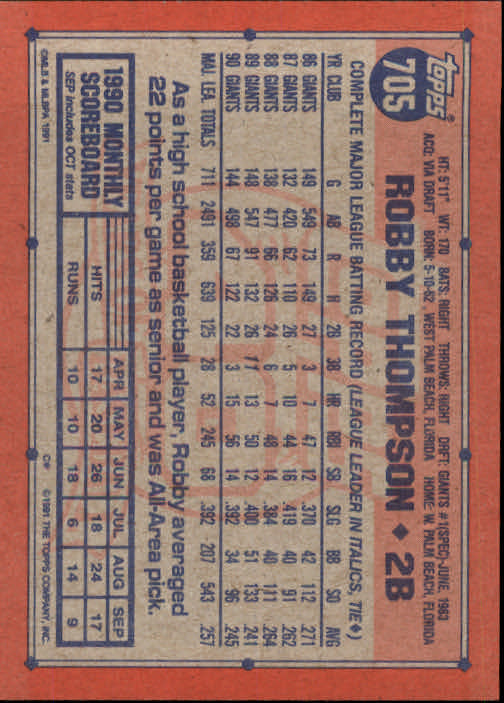 topps®
705
HT: 5'11" WT: 170 BATS: RIGHT THROWS: RIGHT DRFT: GIANTS #1(SPEC)-JUNE, 1983
ACQ: VIA DRAFT BORN: 5-10-62 WEST PALM BEACH, FLORIDA HOME: W. PALM BEACH, FLORIDA
ROBBY THOMPSON ◆ 2B
COMPLETE MAJOR LEAGUE BATTING RECORD (LEAGUE LEADER IN ITALICS, TIE◆)
YR CLUB G AB R H 2B 3B HR RBI SB SLG BB SO AVG
86 GIANTS 149 549 73 149 27 3 7 47 12 .370 42 112 .271
87 GIANTS 132 420 62 110 26 5 10 44 16 .419 40 91 .262
88 GIANTS 138 477 66 126 24 6 7 48 14 .384 40 111 .264
89 GIANTS 148 547 91 132 26 11 13 50 12 .400 51 133 .241
90 GIANTS 144 498 67 122 22 3 15 56 14 .392 34 96 .245
MAJ. LEA. TOTALS 711 2491 359 639 125 28 52 245 68 .392 207 543 .257
As a high school basketball player, Robby averaged
22 points per game as senior and was All-Area pick.
1990 MONTHLY
SCOREBOARD
SEP includes OCT stats
APR MAY JUN JUL AUG SEP
HITS 17 20 26 18 24 17
RUNS 10 10 18 6 14 9
©MLB & MLBPA 1991
C* ©1991 THE TOPPS COMPANY, INC.